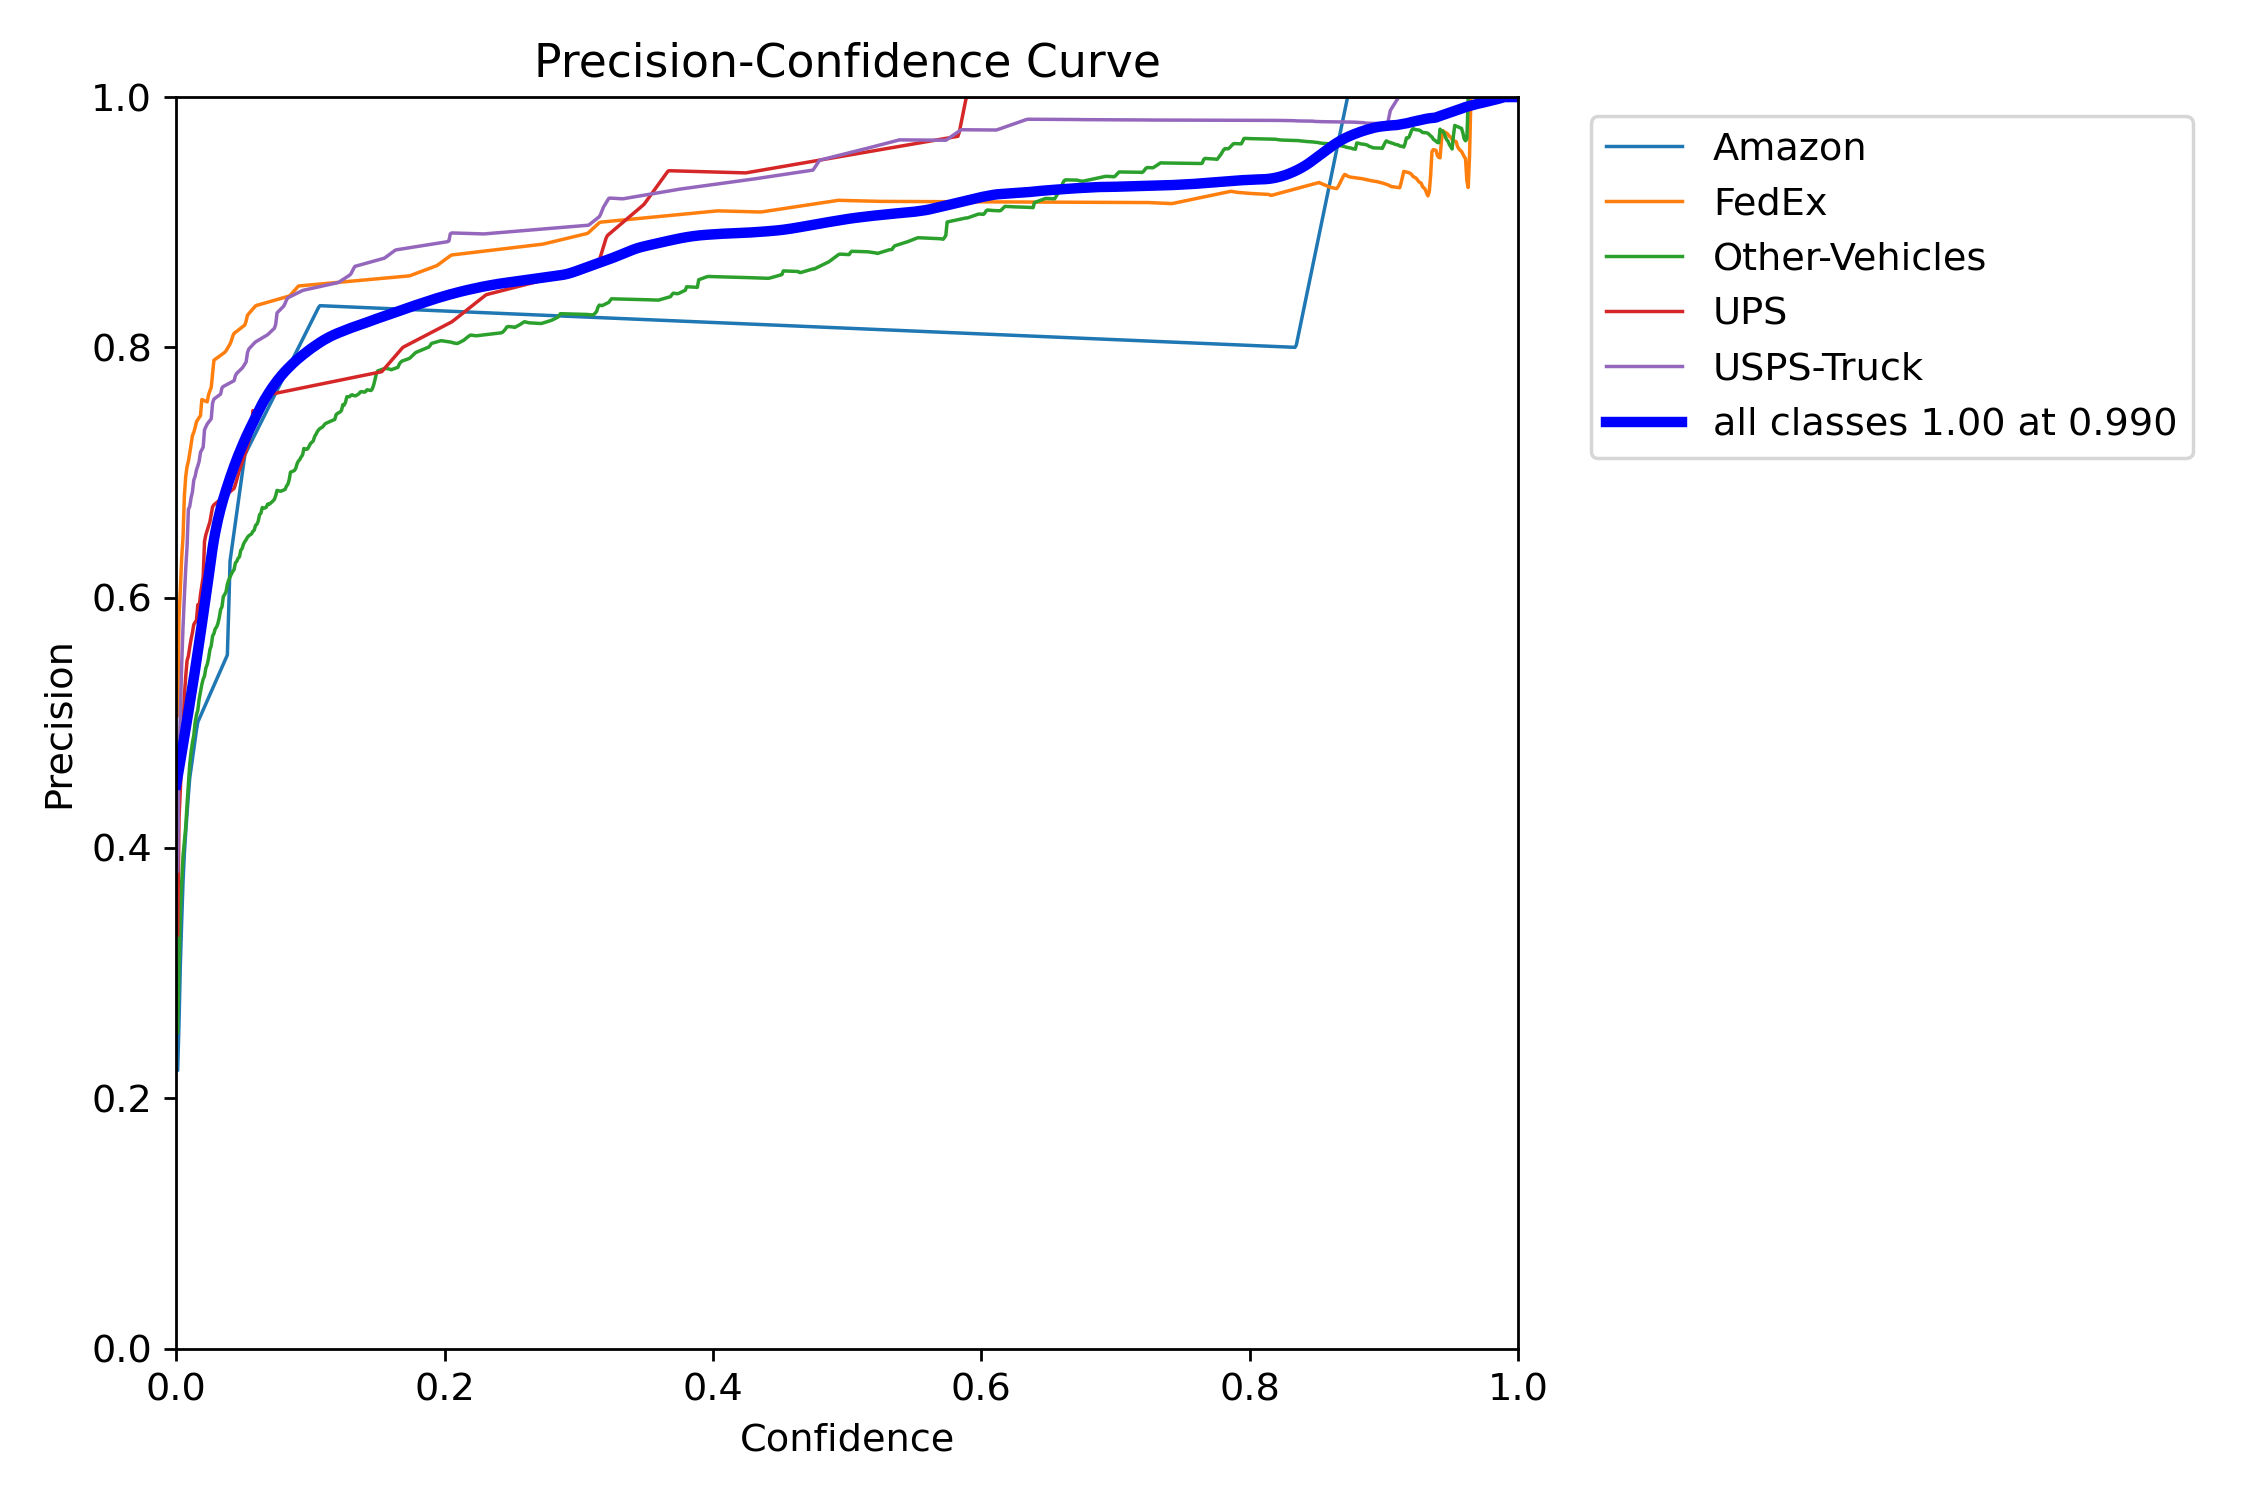 Precision-Confidence Curve
1.0
0.8
0.6
0.4
0.2
0.0
Precision
0.0 0.2 0.4 0.6 0.8 1.0
Confidence
Amazon
FedEx
Other-Vehicles
UPS
USPS-Truck
all classes 1.00 at 0.990